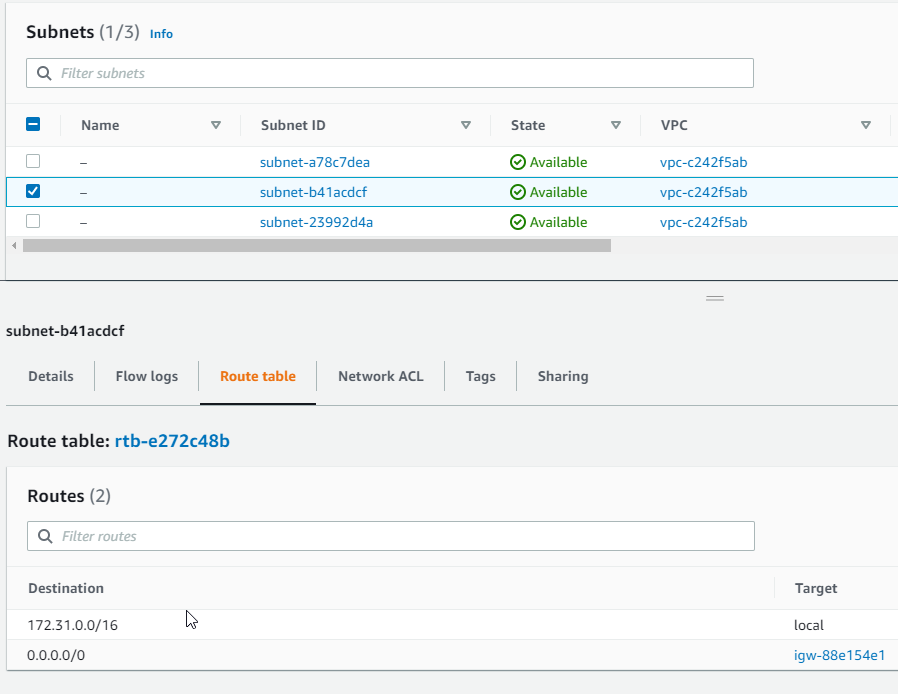 Subnets (1/3) Info
Filter subnets
Name Subnet ID State VPC
– subnet-a78c7dea Available vpc-c242f5ab
– subnet-b41acdcf Available vpc-c242f5ab
– subnet-23992d4a Available vpc-c242f5ab
subnet-b41acdcf
Details Flow logs Route table Network ACL Tags Sharing
Route table: rtb-e272c48b
Routes (2)
Filter routes
Destination Target
172.31.0.0/16 local
0.0.0.0/0 igw-88e154e1